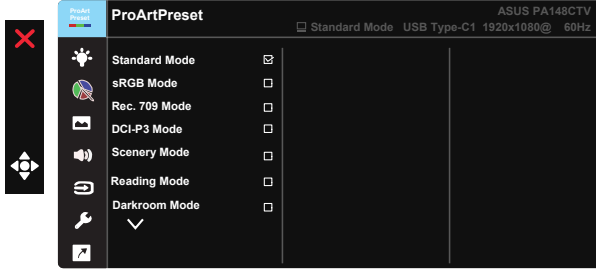 ProArt
Preset
ProArtPreset
ASUS PA148CTV
Standard Mode USB Type-C1 1920x1080@ 60Hz
Standard Mode
sRGB Mode
Rec. 709 Mode
DCI-P3 Mode
Scenery Mode
Reading Mode
Darkroom Mode